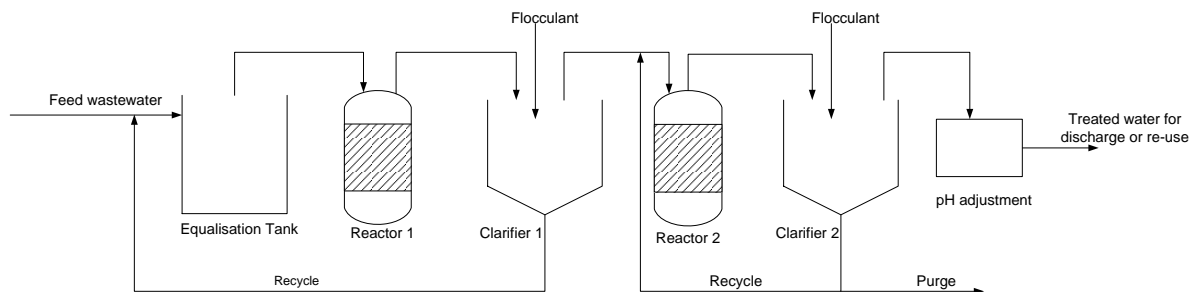 Flocculant
Flocculant
Feed wastewater
Treated water for
discharge or re-use
Equalisation Tank
Reactor 1
Clarifier 1
Reactor 2
Clarifier 2
pH adjustment
Recycle
Recycle
Purge